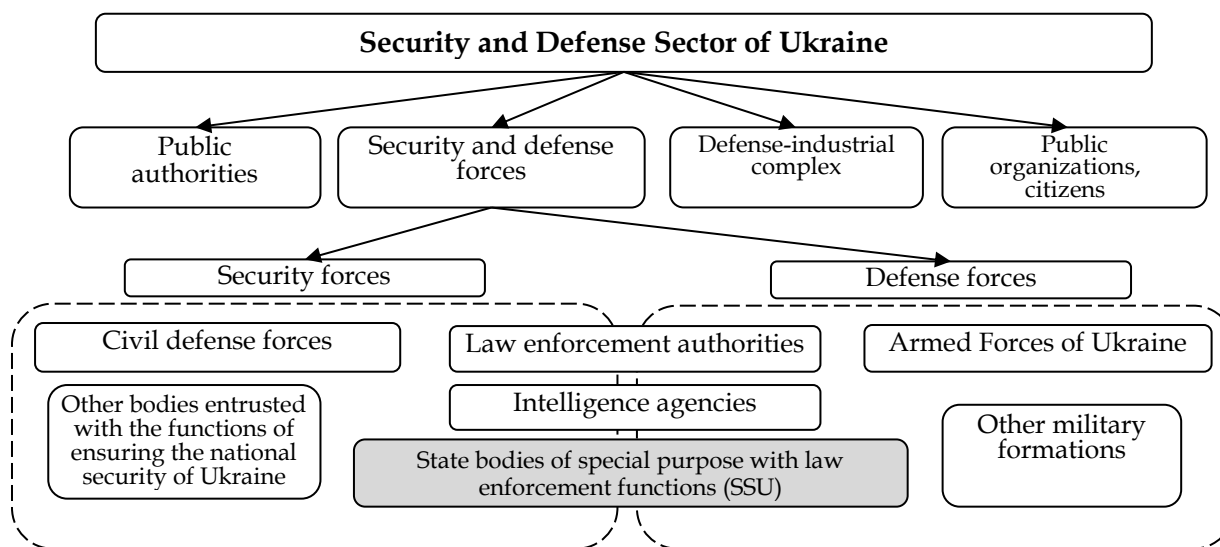 Security and Defense Sector of Ukraine
Public
authorities
Security and defense
forces
Defense-industrial
complex
Public
organizations,
citizens
Security forces
Defense forces
Civil defense forces
Law enforcement authorities
Armed Forces of Ukraine
Other bodies entrusted
with the functions of
ensuring the national
security of Ukraine
Intelligence agencies
Other military
formations
State bodies of special purpose with law
enforcement functions (SSU)